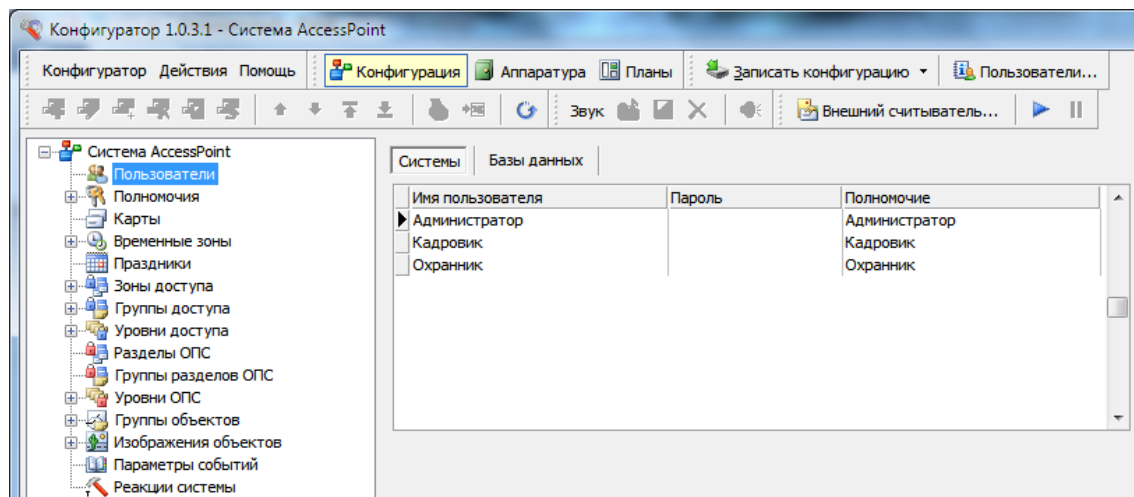 Конфигуратор 1.0.3.1 - Система AccessPoint
Конфигуратор Действия Помощь Конфигурация Аппаратура Планы Записать конфигурацию Пользователи...
Звук Внешний считыватель...
Система AccessPoint
Пользователи
Полномочия
Карты
Временные зоны
Праздники
Зоны доступа
Группы доступа
Уровни доступа
Разделы ОПС
Группы разделов ОПС
Уровни ОПС
Группы объектов
Изображения объектов
Параметры событий
Реакции системы
Системы Базы данных
Имя пользователя Пароль Полномочие
Администратор Администратор
Кадровик Кадровик
Охранник Охранник